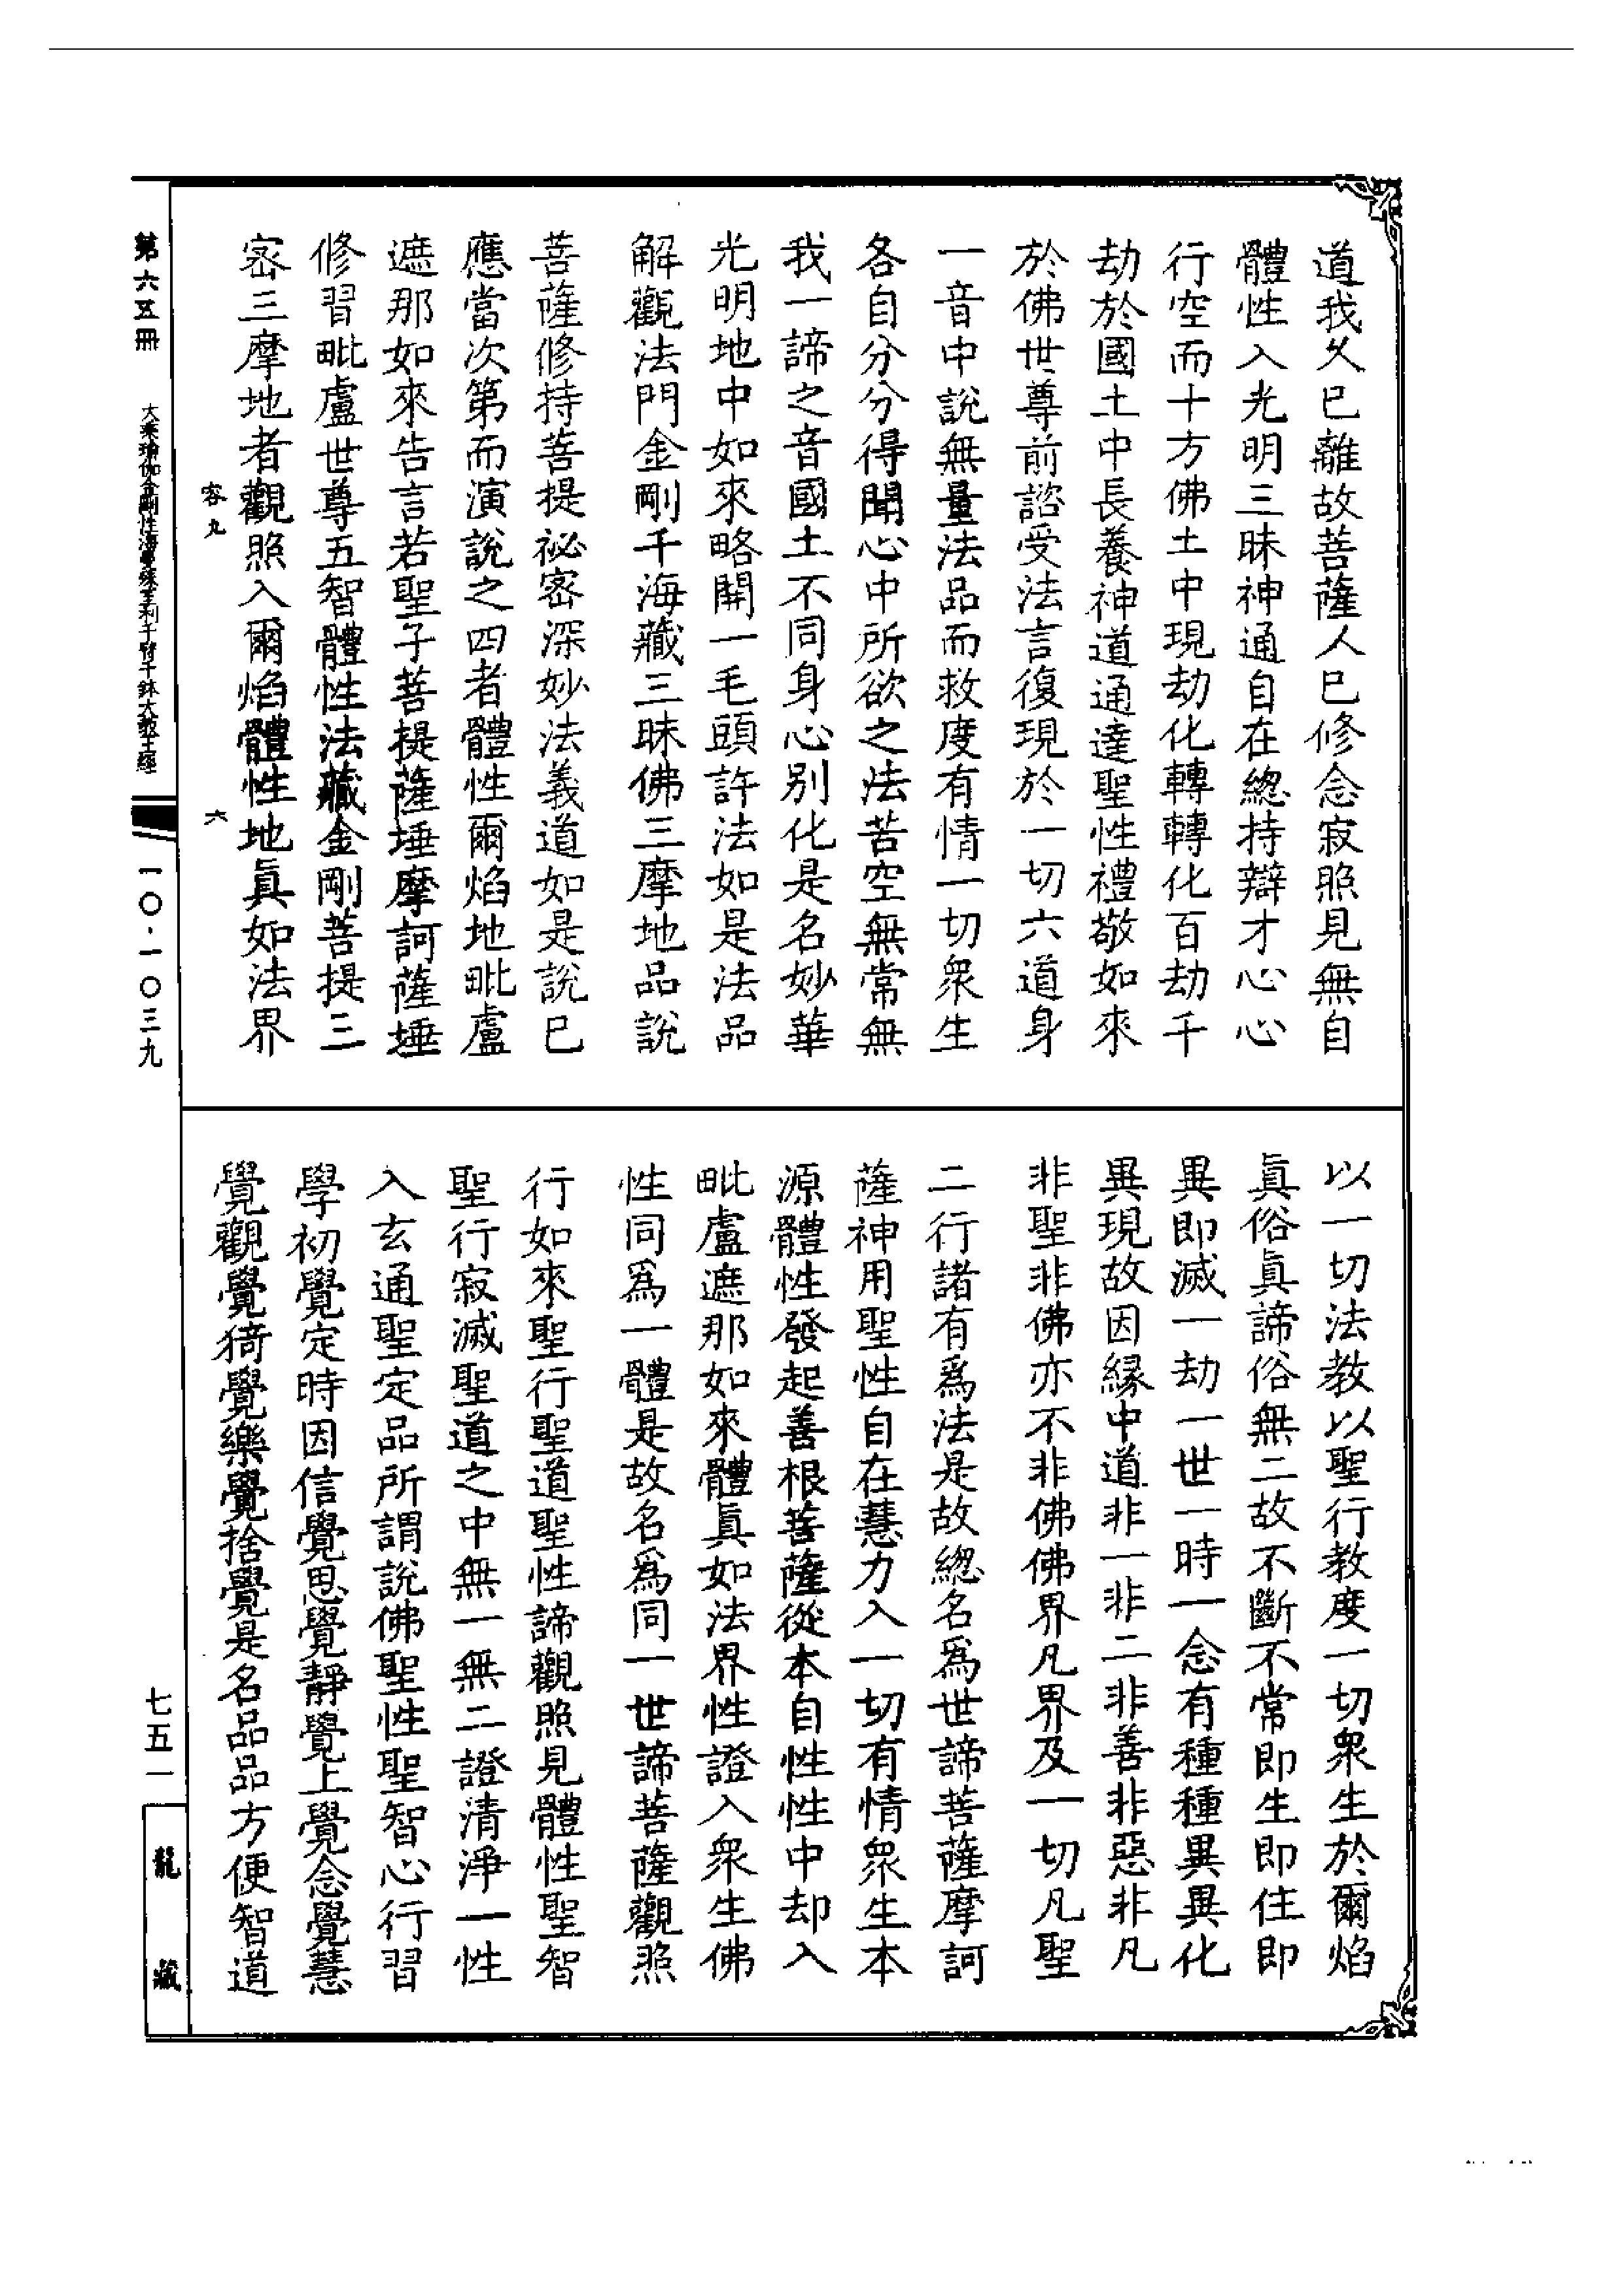 道我久已離故菩薩人已修念寂照見無自
體性入光明三昧神通自在總持辯才心心
行空而十方佛土中現劫化轉轉化百劫千
劫於國土中長養神道通達聖性禮敬如來
於佛世尊前諮受法言復現於一切六道身
一音中說無量法品而救度有情一切眾生
各自分分得聞心中所欲之法苦空無常無
我一諦之音國土不同身心別化是名妙華
光明地中如來略開一毛頭許法如是法品
解觀法門金剛千海藏三昧佛三摩地品說
菩薩修持菩提祕密深妙法義道如是說已
應當次第而演說之四者體性爾焰地毗盧
遮那如來告言若聖子菩提薩埵摩訶薩埵
修習毗盧世尊五智體性法藏金剛菩提三
密三摩地者觀照入爾焰體性地真如法界
容九
六
以一切法教以聖行教度一切眾生於爾焰
真俗真諦俗無二故不斷不常即生即住即
異即滅一劫一世一時一念有種種異異化
異現故因緣中道非一非二非善非惡非凡
非聖非佛亦不非佛佛界凡界及一切凡聖
二行諸有為法是故總名為世諦菩薩摩訶
薩神用聖性自在慧力入一切有情眾生本
源體性發起善根菩薩從本自性性中却入
毗盧遮那如來體真如法界性證入眾生佛
性同為一體是故名為同一世諦菩薩觀照
行如來聖行聖道聖性諦觀照見體性聖智
聖行寂滅聖道之中無一無二證清淨一性
入玄通聖定品所謂說佛聖性聖智心行習
學初覺定時因信覺思覺靜覺上覺念覺慧
覺觀覺猗覺樂覺捨覺是名品品方便智道
第六五冊
大乘瑜伽金剛性海曼殊室利千臂千鉢大教王經
一〇·一〇三九
七五一
龍藏